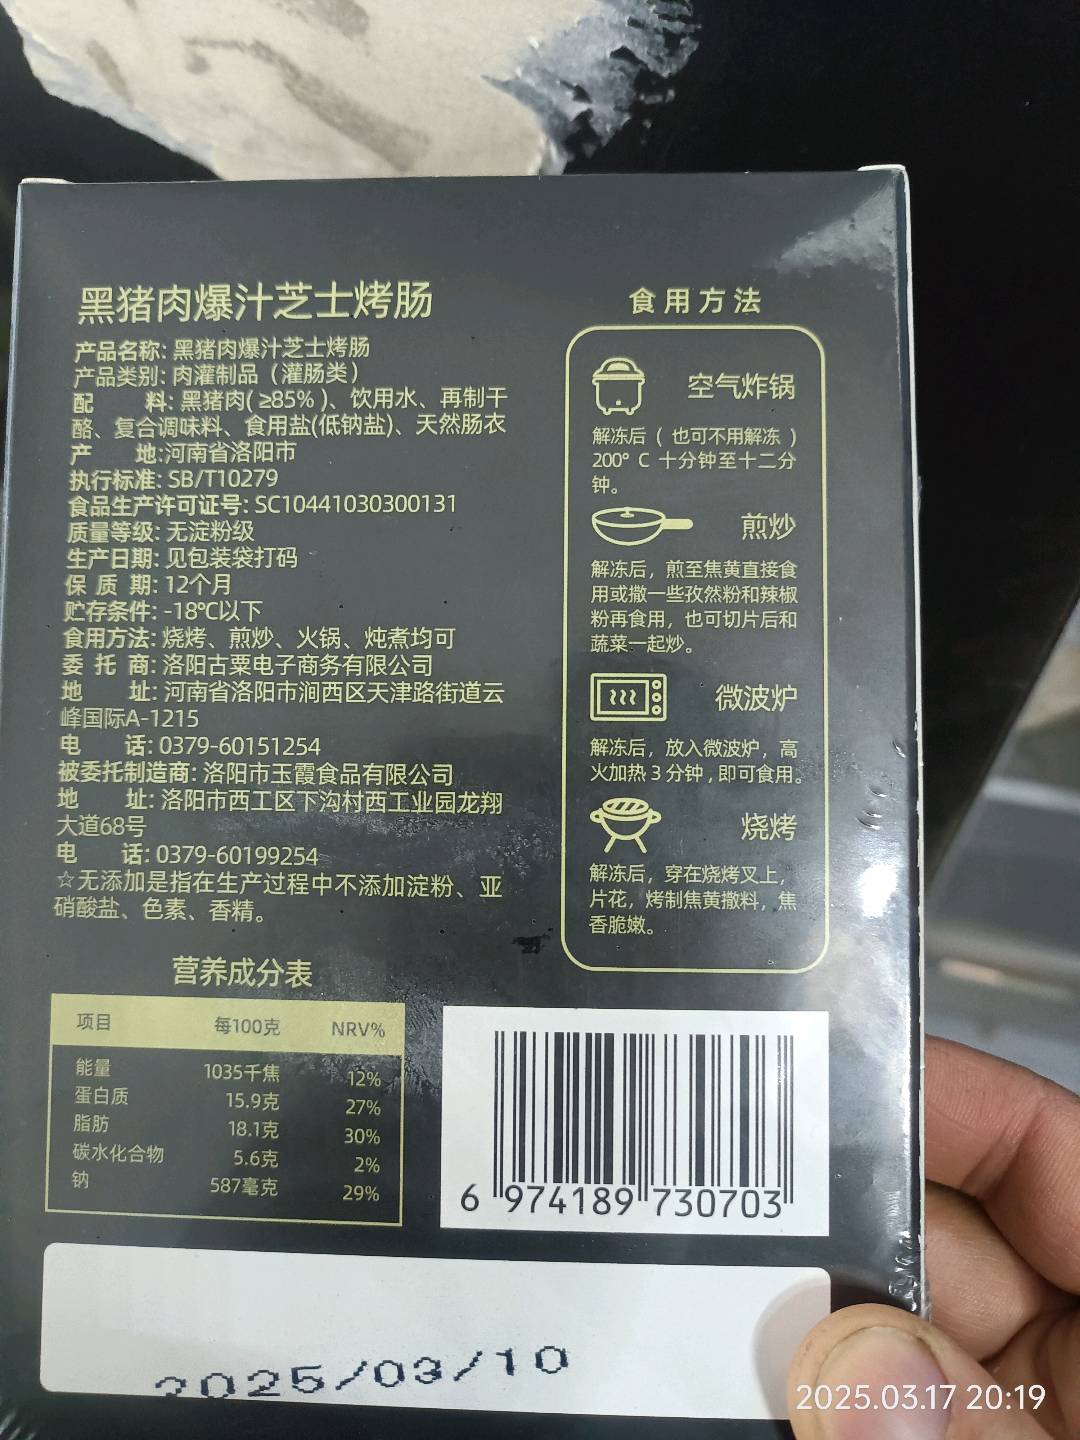 黑猪肉爆汁芝士烤肠
产品名称: 黑猪肉爆汁芝士烤肠
产品类别: 肉灌制品（灌肠类）
配 料: 黑猪肉( ≥85% )、饮用水、再制干
酪、复合调味料、食用盐(低钠盐)、天然肠衣
产 地:河南省洛阳市
执行标准: SB/T10279
食品生产许可证号: SC10441030300131
质量等级: 无淀粉级
生产日期: 见包装袋打码
保 质 期: 12个月
贮存条件: -18℃以下
食用方法: 烧烤、煎炒、火锅、炖煮均可
委 托 商: 洛阳古粟电子商务有限公司
地 址: 河南省洛阳市涧西区天津路街道云
峰国际A-1215
电 话: 0379-60151254
被委托制造商: 洛阳市玉霞食品有限公司
地 址: 洛阳市西工区下沟村西工业园龙翔
大道68号
电 话: 0379-60199254
☆无添加是指在生产过程中不添加淀粉、亚
硝酸盐、色素、香精。
食用方法
空气炸锅
解冻后（也可不用解冻）
200° C 十分钟至十二分
钟。
煎炒
解冻后，煎至焦黄直接食
用或撒一些孜然粉和辣椒
粉再食用，也可切片后和
蔬菜一起炒。
微波炉
解冻后，放入微波炉，高
火加热 3 分钟 , 即可食用。
烧烤
解冻后，穿在烧烤叉上，
片花，烤制焦黄撒料，焦
香脆嫩。
营养成分表
项目 每100克 NRV%
能量 1035千焦 12%
蛋白质 15.9克 27%
脂肪 18.1克 30%
碳水化合物 5.6克 2%
钠 587毫克 29%
6 974189 730703
2025/03/10
2025.03.17 20:19